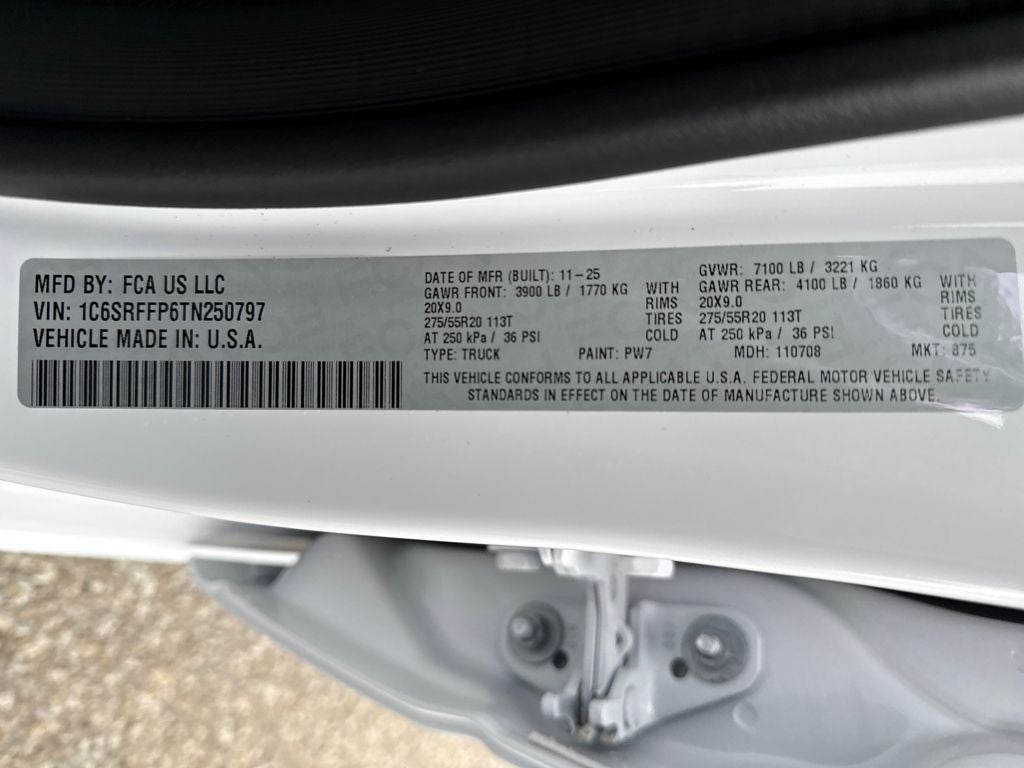 MFD BY: FCA US LLC
VIN: 1C6SRFFP6TN250797
VEHICLE MADE IN: U.S.A.
DATE OF MFR (BUILT): 11-25
GAWR FRONT: 3900 LB / 1770 KG WITH
20X9.0 RIMS
275/55R20 113T TIRES
AT 250 kPa / 36 PSI COLD
GVWR: 7100 LB / 3221 KG
GAWR REAR: 4100 LB / 1860 KG WITH
20X9.0 RIMS
275/55R20 113T TIRES
AT 250 kPa / 36 PSI COLD
TYPE: TRUCK PAINT: PW7 MDH: 110708 MKT: 875
THIS VEHICLE CONFORMS TO ALL APPLICABLE U.S.A. FEDERAL MOTOR VEHICLE SAFETY
STANDARDS IN EFFECT ON THE DATE OF MANUFACTURE SHOWN ABOVE.